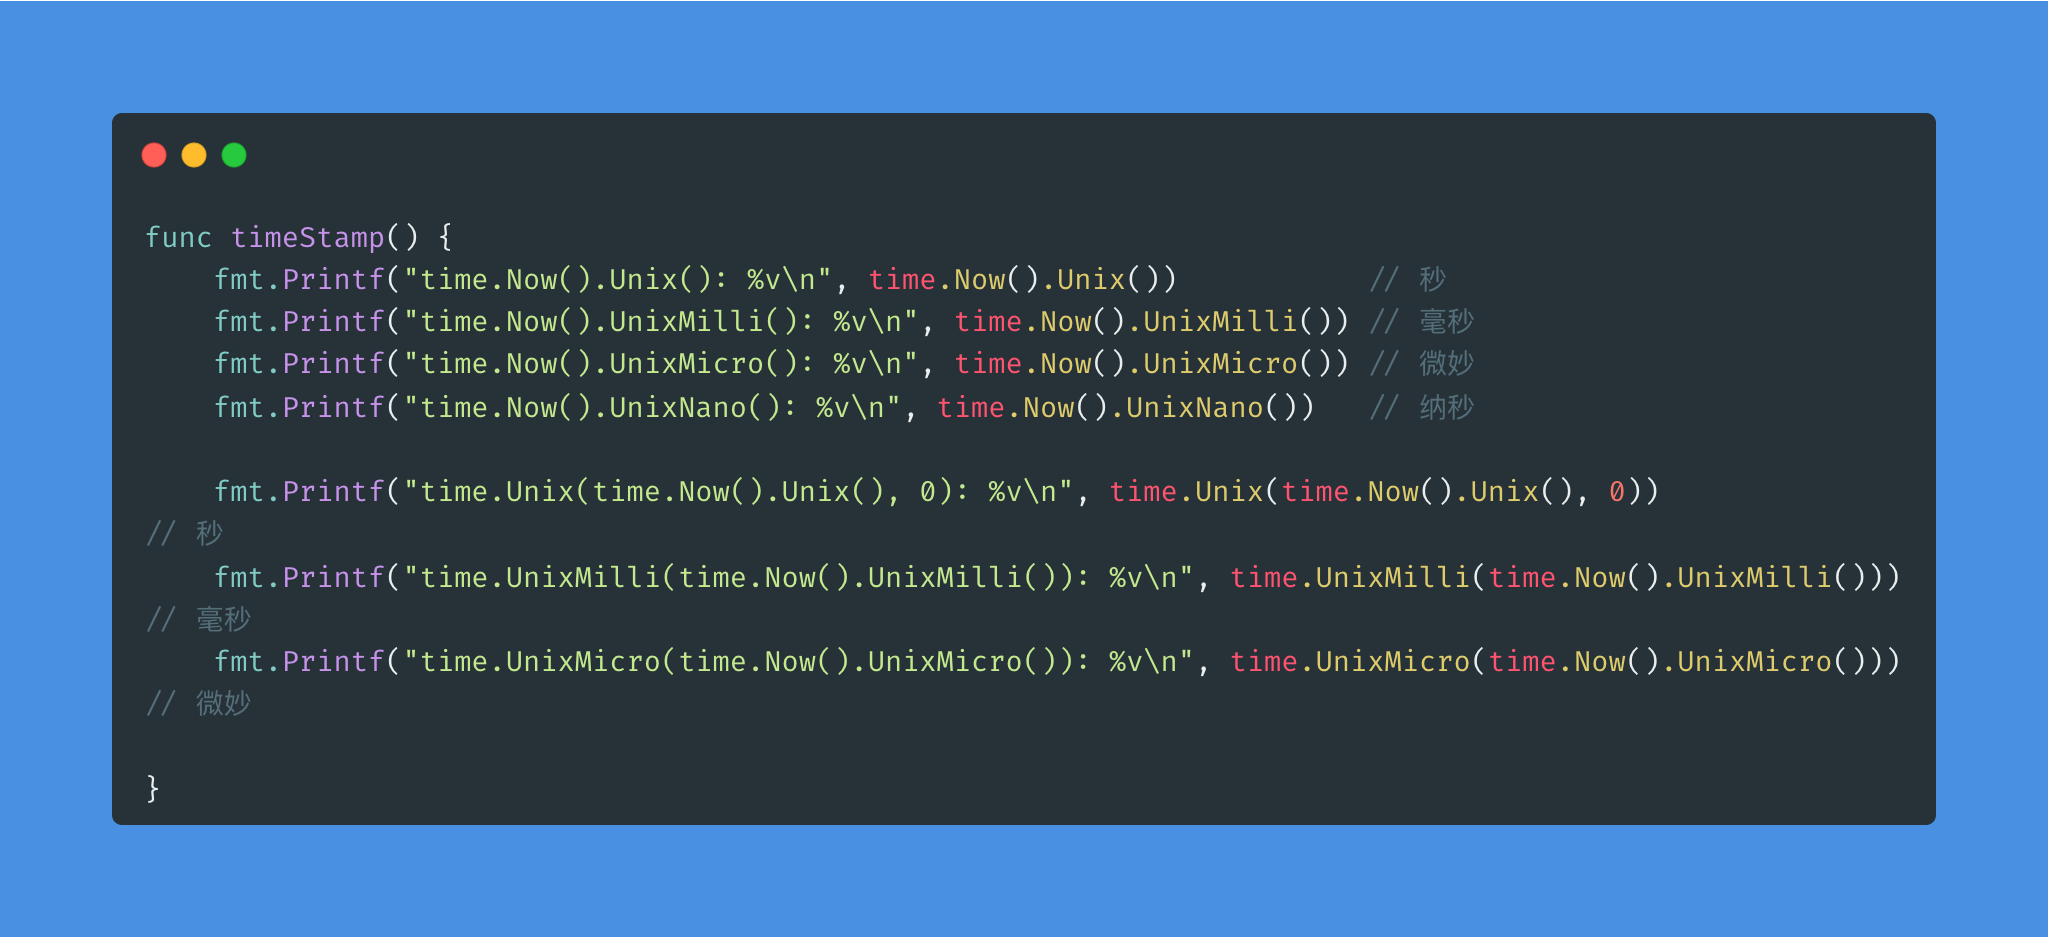 func timeStamp() {
    fmt.Printf("time.Now().Unix(): %v\n", time.Now().Unix())           // 秒
    fmt.Printf("time.Now().UnixMilli(): %v\n", time.Now().UnixMilli()) // 毫秒
    fmt.Printf("time.Now().UnixMicro(): %v\n", time.Now().UnixMicro()) // 微妙
    fmt.Printf("time.Now().UnixNano(): %v\n", time.Now().UnixNano())   // 纳秒

    fmt.Printf("time.Unix(time.Now().Unix(), 0): %v\n", time.Unix(time.Now().Unix(), 0))
// 秒
    fmt.Printf("time.UnixMilli(time.Now().UnixMilli()): %v\n", time.UnixMilli(time.Now().UnixMilli()))
// 毫秒
    fmt.Printf("time.UnixMicro(time.Now().UnixMicro()): %v\n", time.UnixMicro(time.Now().UnixMicro()))
// 微妙

}